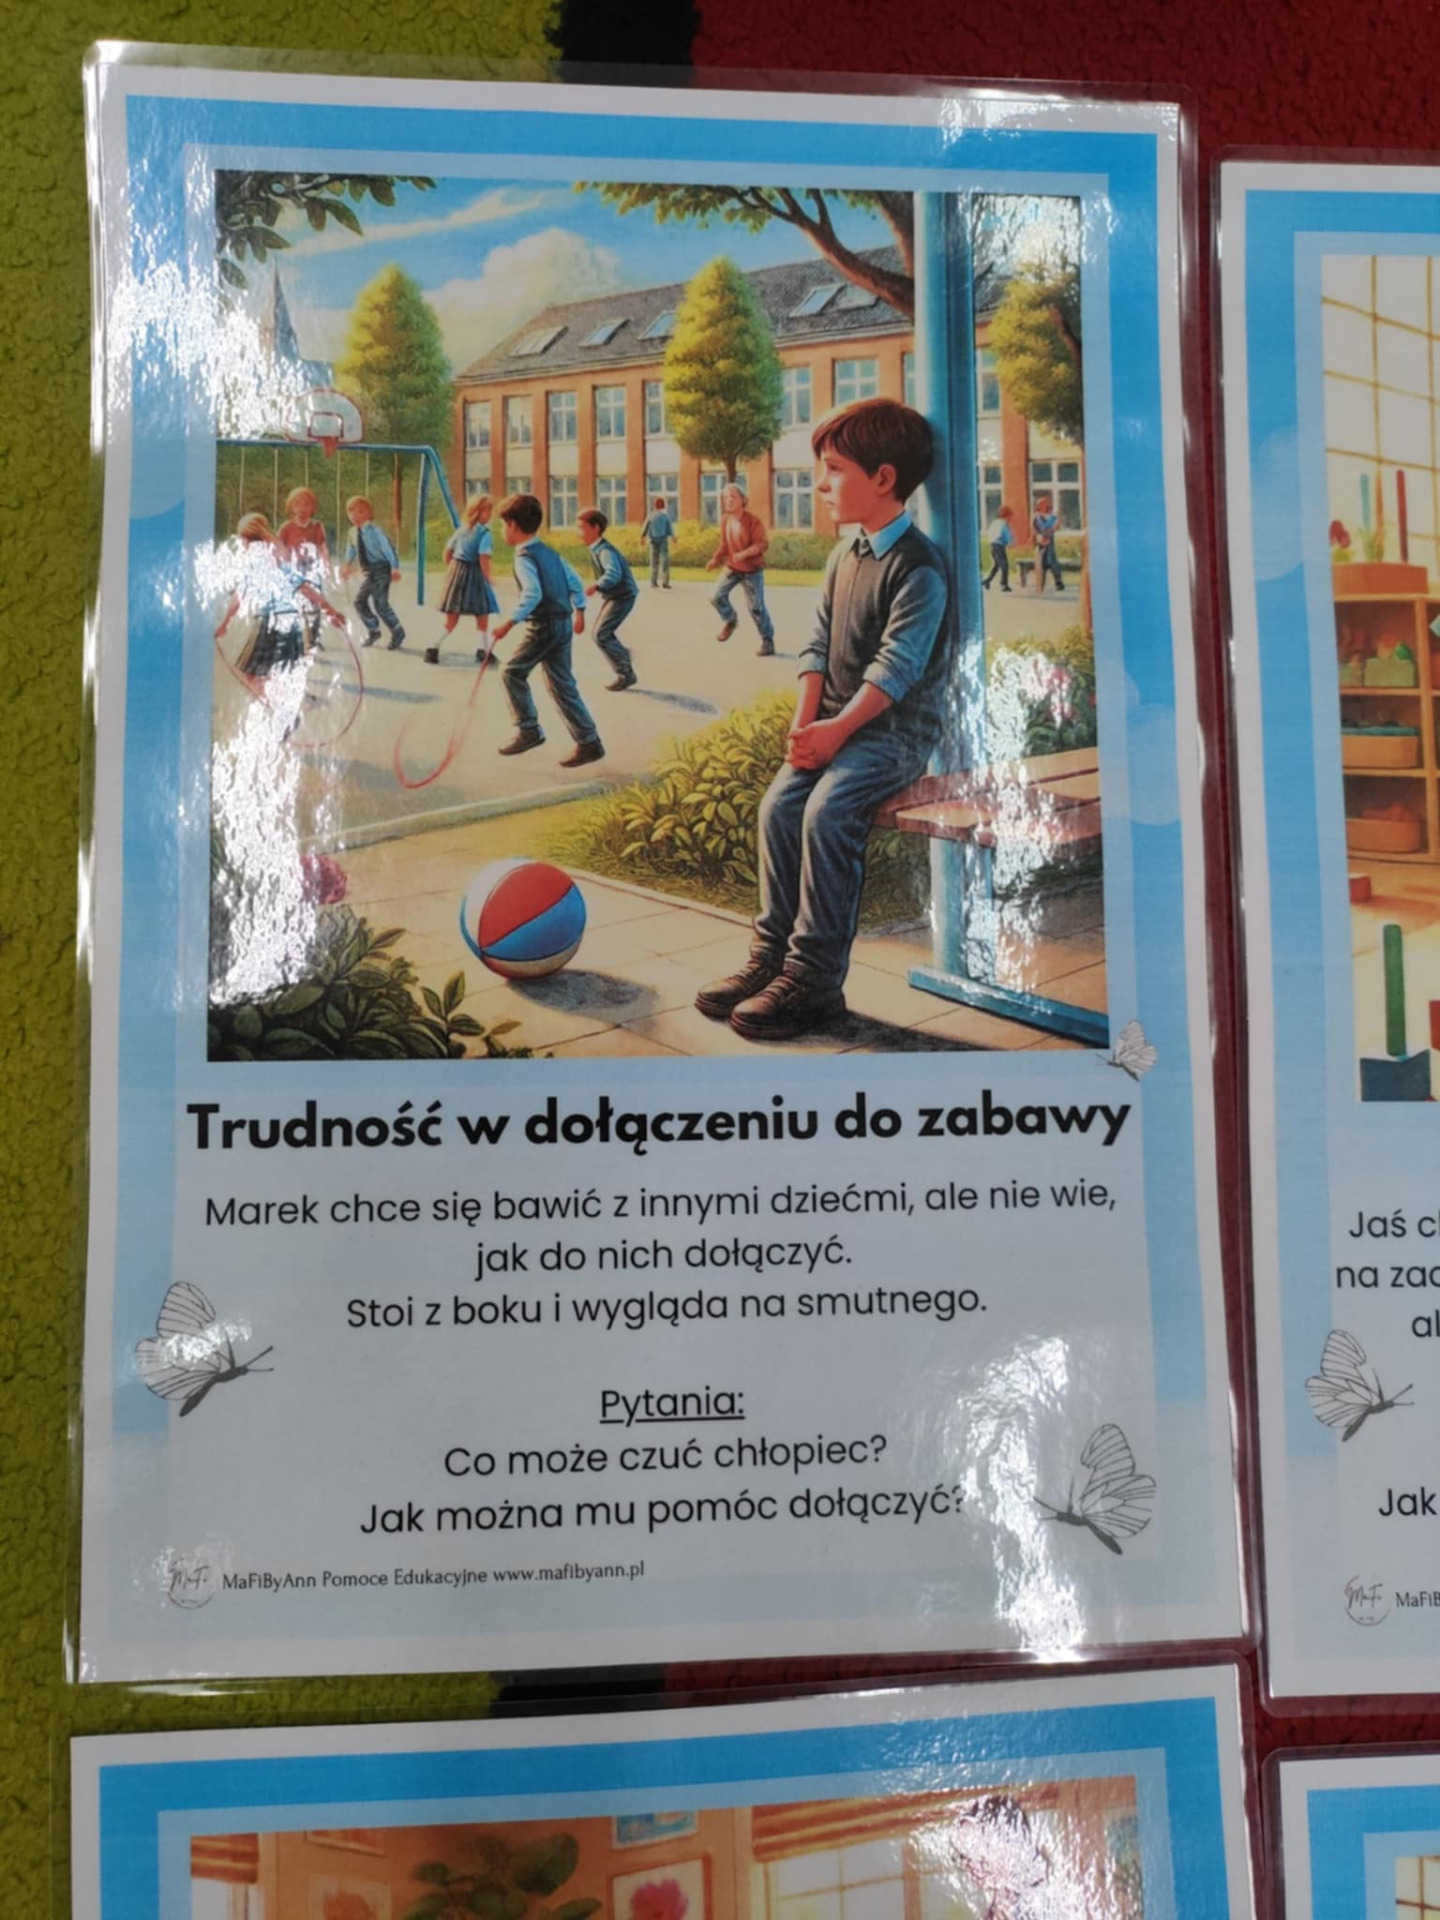 Trudność w dołączeniu do zabawy
Marek chce się bawić z innymi dziećmi, ale nie wie,
jak do nich dołączyć.
Stoi z boku i wygląda na smutnego.
Pytania:
Co może czuć chłopiec?
Jak można mu pomóc dołączyć?
MaFiByAnn Pomoce Edukacyjne www.mafibyann.pl
Jaś
na
Jak